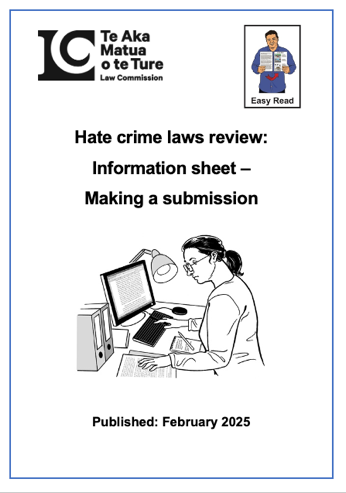 Te Aka
Matua
o te Ture
Law Commission
Easy Read
Hate crime laws review:
Information sheet –
Making a submission
Published: February 2025